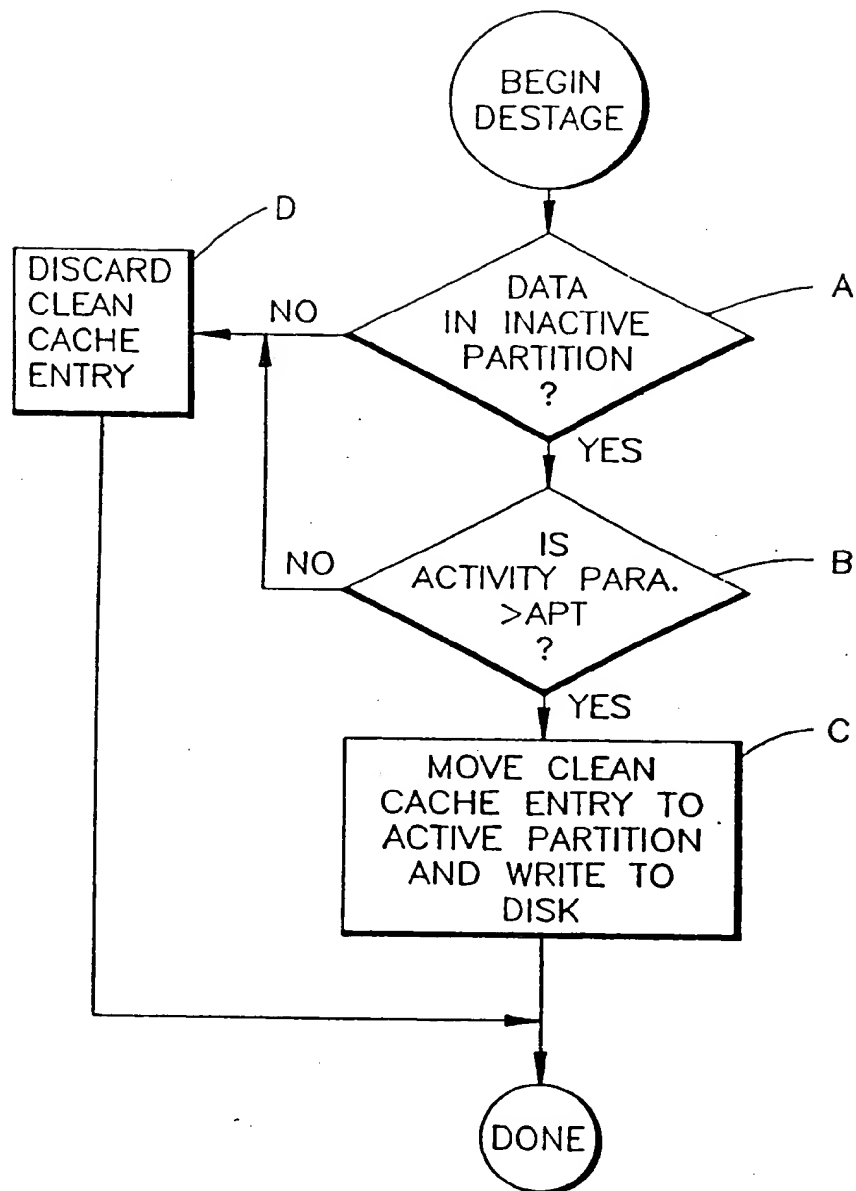 BEGIN
DESTAGE
D
DISCARD
CLEAN
CACHE
ENTRY
NO
DATA
IN INACTIVE
PARTITION
?
A
YES
NO
IS
ACTIVITY PARA.
>APT
?
B
YES
C
MOVE CLEAN
CACHE ENTRY TO
ACTIVE PARTITION
AND WRITE TO
DISK
DONE